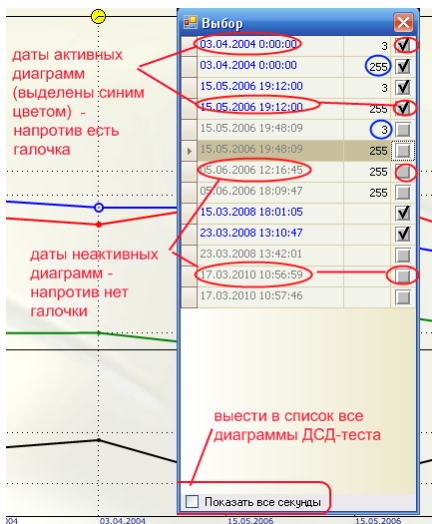 Выбор
даты активных
диаграмм
(выделены синим
цветом) -
напротив есть
галочка
03.04.2004 0:00:00 3
03.04.2004 0:00:00 255
15.05.2006 19:12:00 3
15.05.2006 19:12:00 255
15.05.2006 19:48:09 3
15.05.2006 19:48:09 255
05.06.2006 12:16:45 255
05.06.2006 18:09:47 255
15.03.2008 18:01:05
23.03.2008 13:10:47
23.03.2008 13:42:01
17.03.2010 10:56:59
17.03.2010 10:57:46
даты неактивных
диаграмм -
напротив нет
галочки
выести в список все
диаграммы ДСД-теста
Показать все секунды
004 03.04.2004 15.05.2006 15.05.2006